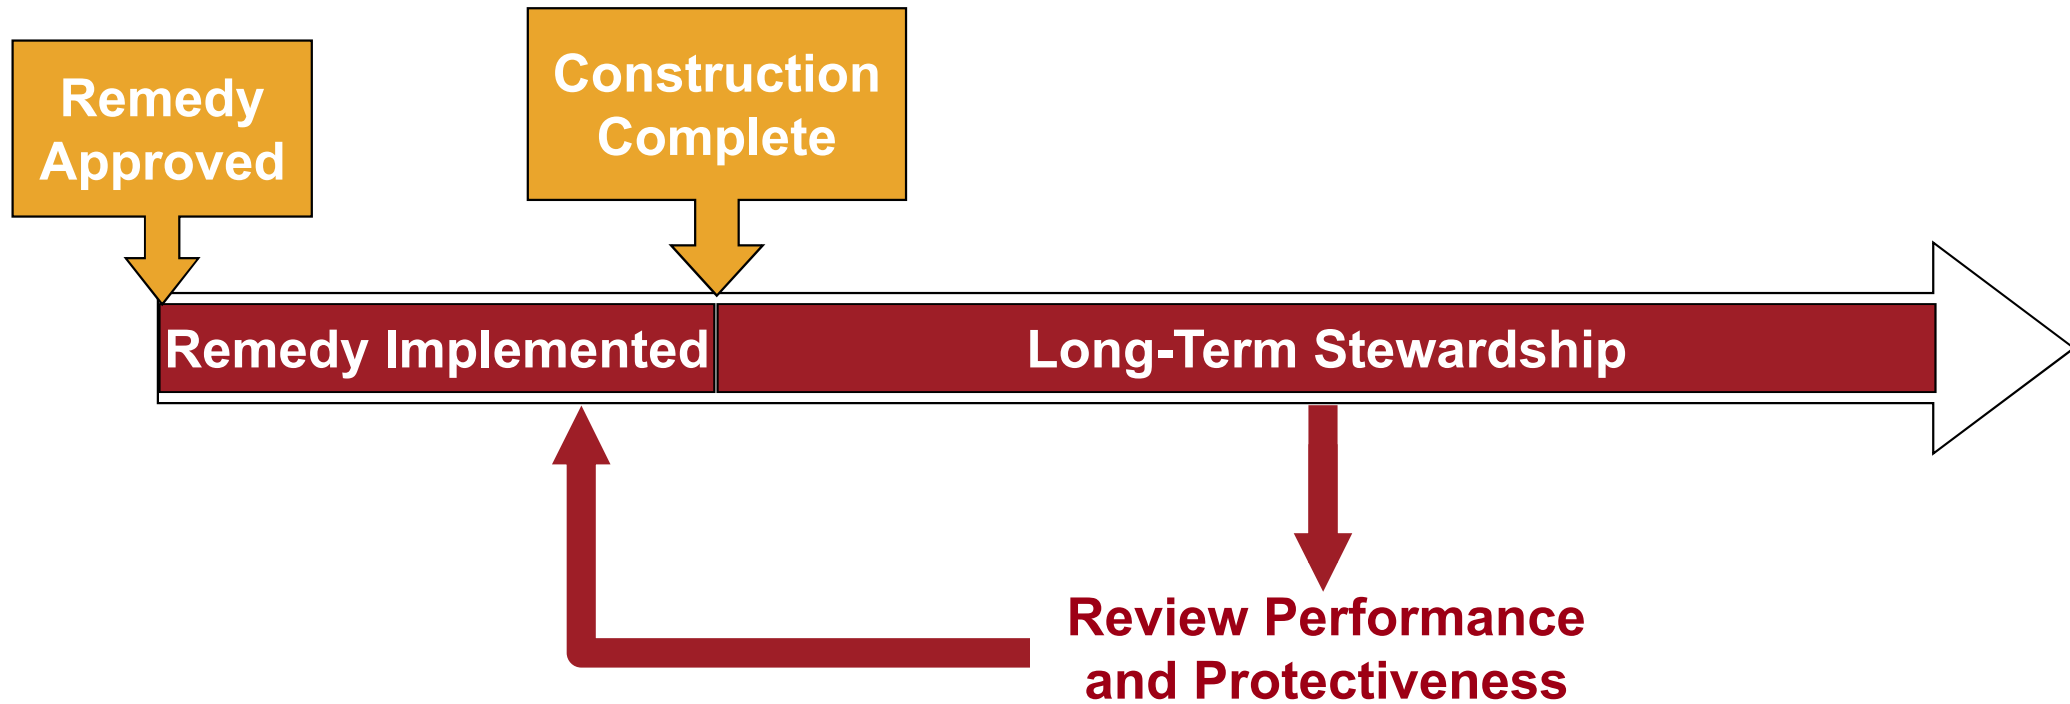 Remedy
Approved
Construction
Complete
Remedy Implemented
Long-Term Stewardship
Review Performance
and Protectiveness